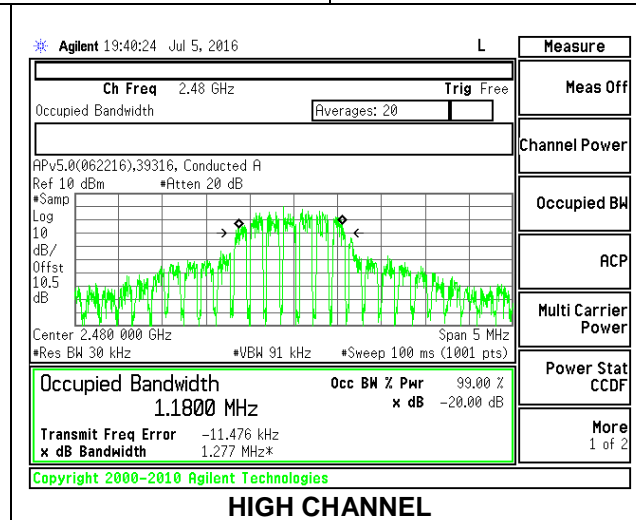 Agilent 19:40:24 Jul 5, 2016 L
Measure
Ch Freq 2.48 GHz Trig Free
Occupied Bandwidth Averages: 20
Meas Off
Channel Power
Occupied BW
ACP
Multi Carrier
Power
Power Stat
CCDF
More
1 of 2
APv5.0(062216),39316, Conducted A
Ref 10 dBm #Atten 20 dB
#Samp
Log
10
dB/
Offst
10.5
dB
Center 2.480 000 GHz Span 5 MHz
#Res BW 30 kHz #VBW 91 kHz #Sweep 100 ms (1001 pts)
Occupied Bandwidth Occ BW % Pwr 99.00 %
1.1800 MHz x dB -20.00 dB
Transmit Freq Error -11.476 kHz
x dB Bandwidth 1.277 MHz*
Copyright 2000-2010 Agilent Technologies
HIGH CHANNEL